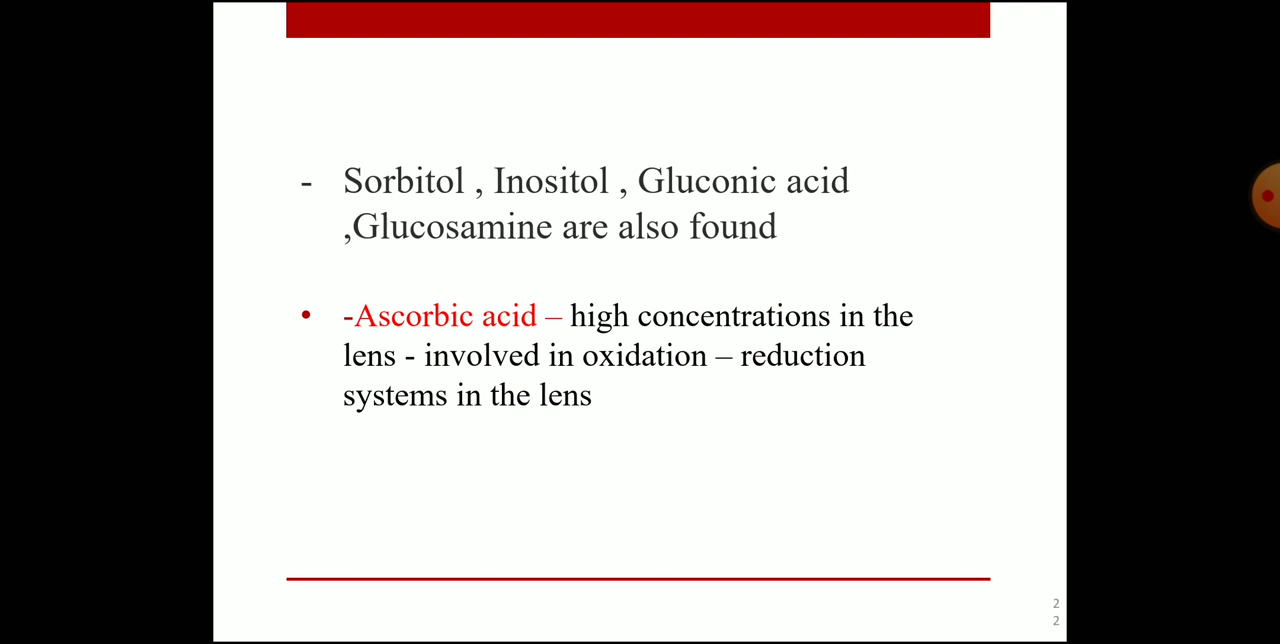 - Sorbitol , Inositol , Gluconic acid
,Glucosamine are also found
• -Ascorbic acid – high concentrations in the
lens - involved in oxidation – reduction
systems in the lens
2
2